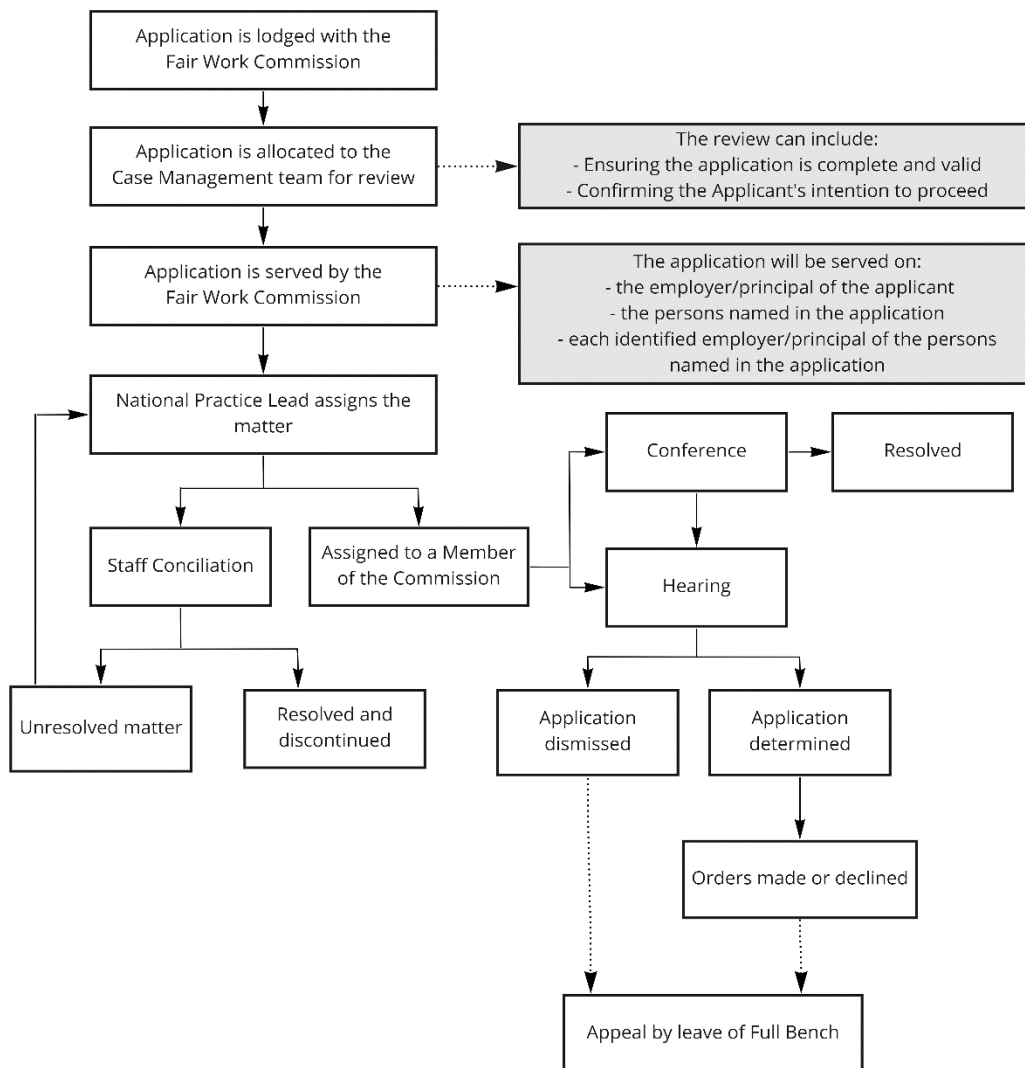 Application is lodged with the
Fair Work Commission
Application is allocated to the
Case Management team for review
The review can include:
- Ensuring the application is complete and valid
- Confirming the Applicant's intention to proceed
Application is served by the
Fair Work Commission
The application will be served on:
- the employer/principal of the applicant
- the persons named in the application
- each identified employer/principal of the persons
named in the application
National Practice Lead assigns the
matter
Conference
Resolved
Staff Conciliation
Assigned to a Member
of the Commission
Hearing
Unresolved matter
Resolved and
discontinued
Application
dismissed
Application
determined
Orders made or declined
Appeal by leave of Full Bench